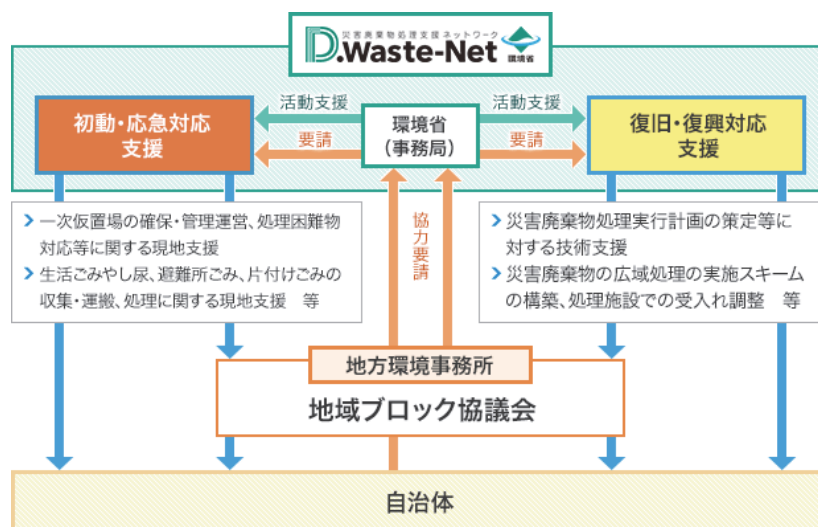 災害廃棄物処理支援ネットワーク
D.Waste-Net
環境省
活動支援
活動支援
初動・応急対応
支援
環境省
(事務局)
復旧・復興対応
支援
要請
要請
一次仮置場の確保・管理運営、処理困難物
対応等に関する現地支援
生活ごみやし尿、避難所ごみ、片付けごみの
収集・運搬、処理に関する現地支援 等
協力要請
災害廃棄物処理実行計画の策定等に
対する技術支援
災害廃棄物の広域処理の実施スキーム
の構築、処理施設での受入れ調整 等
地方環境事務所
地域ブロック協議会
自治体